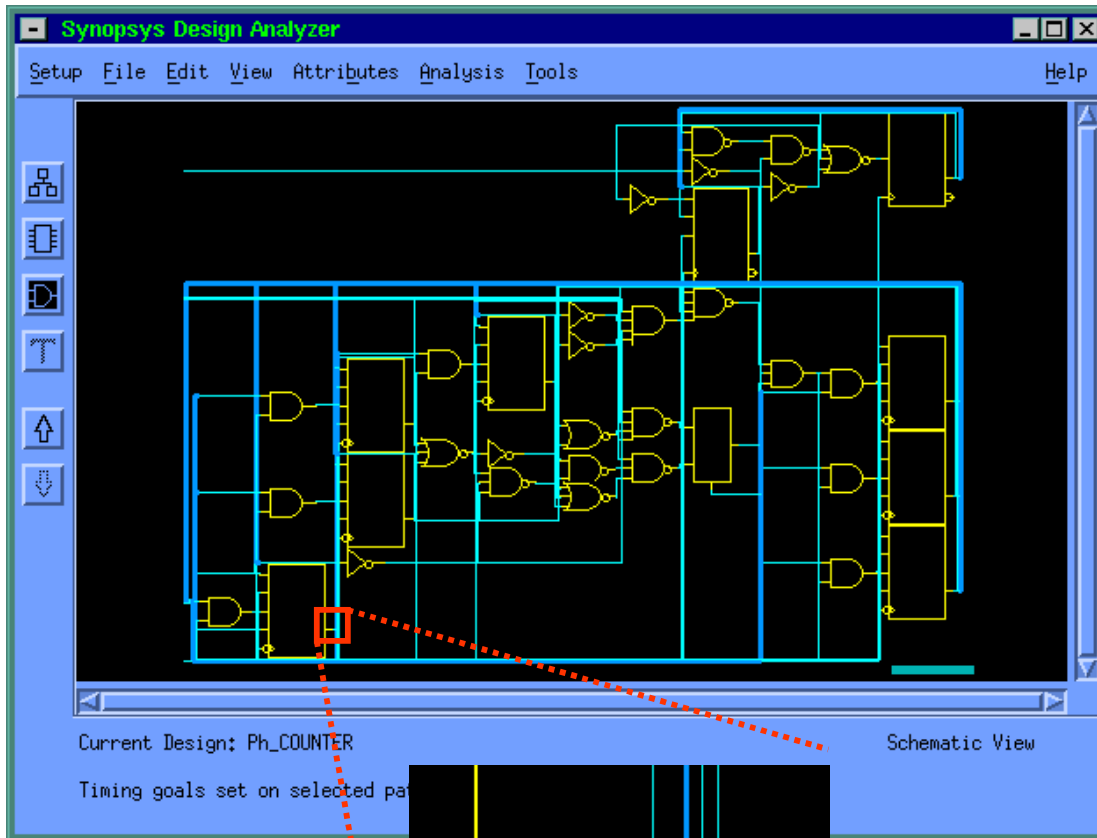 Synopsys Design Analyzer
Setup File Edit View Attributes Analysis Tools Help
Current Design: Ph_COUNTER Schematic View
Timing goals set on selected